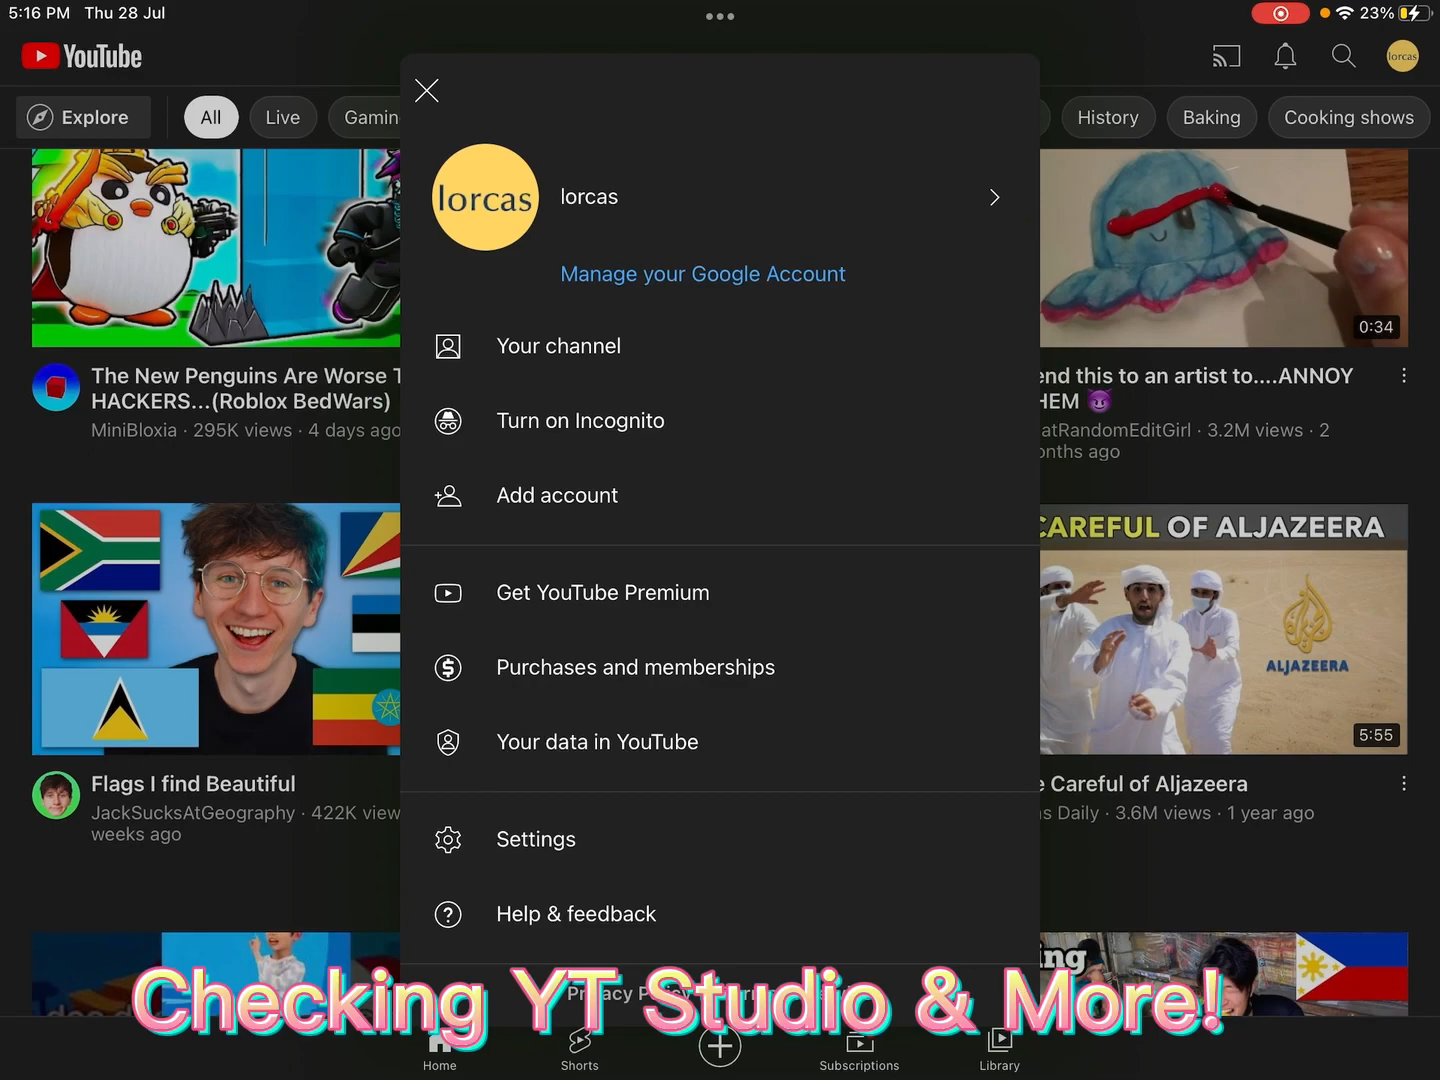 5:16 PM Thu 28 Jul
23%
YouTube
lorcas
Explore
All
Live
Gamin
History
Baking
Cooking shows
lorcas
lorcas
Manage your Google Account
Your channel
Turn on Incognito
Add account
Get YouTube Premium
Purchases and memberships
Your data in YouTube
Settings
Help & feedback
The New Penguins Are Worse T
HACKERS...(Roblox BedWars)
MiniBloxia · 295K views · 4 days ago
0:34
end this to an artist to....ANNOY
HEM 😈
atRandomEditGirl · 3.2M views · 2
onths ago
Flags I find Beautiful
JackSucksAtGeography · 422K view
weeks ago
CAREFUL OF ALJAZEERA
ALJAZEERA
5:55
e Careful of Aljazeera
s Daily · 3.6M views · 1 year ago
ng
Privacy
Checking YT Studio & More!
Home
Shorts
Subscriptions
Library